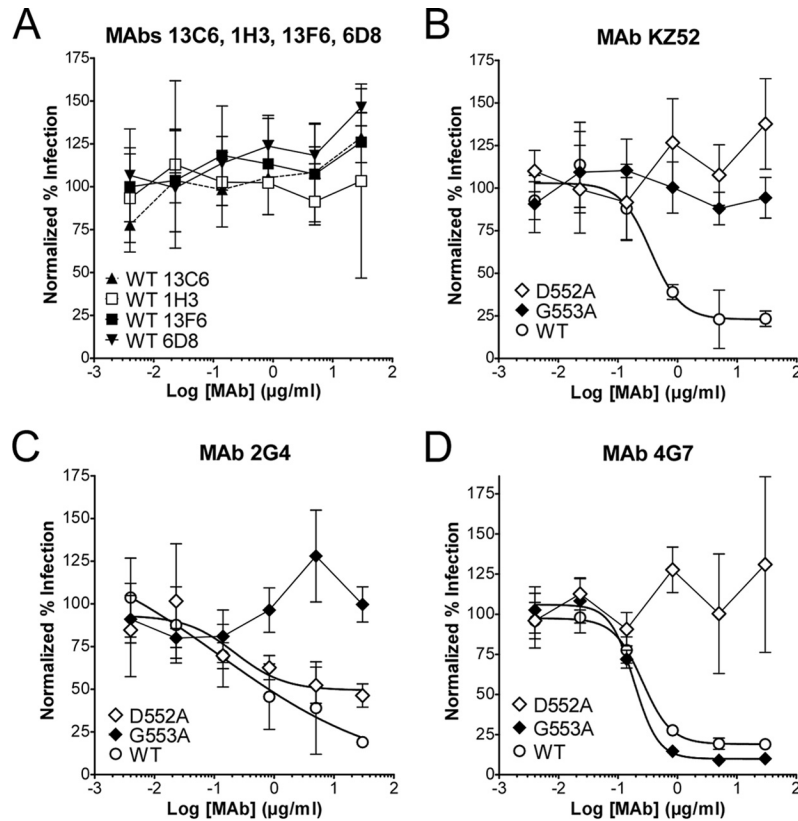 A
MAbs 13C6, 1H3, 13F6, 6D8
Normalized % Infection
175
150
125
100
75
50
25
0
WT 13C6
WT 1H3
WT 13F6
WT 6D8
-3 -2 -1 0 1 2
Log [MAb] (µg/ml)
B
MAb KZ52
Normalized % Infection
175
150
125
100
75
50
25
0
D552A
G553A
WT
-3 -2 -1 0 1 2
Log [MAb] (µg/ml)
C
MAb 2G4
Normalized % Infection
175
150
125
100
75
50
25
0
D552A
G553A
WT
-3 -2 -1 0 1 2
Log [MAb] (µg/ml)
D
MAb 4G7
Normalized % Infection
175
150
125
100
75
50
25
0
D552A
G553A
WT
-3 -2 -1 0 1 2
Log [MAb] (µg/ml)